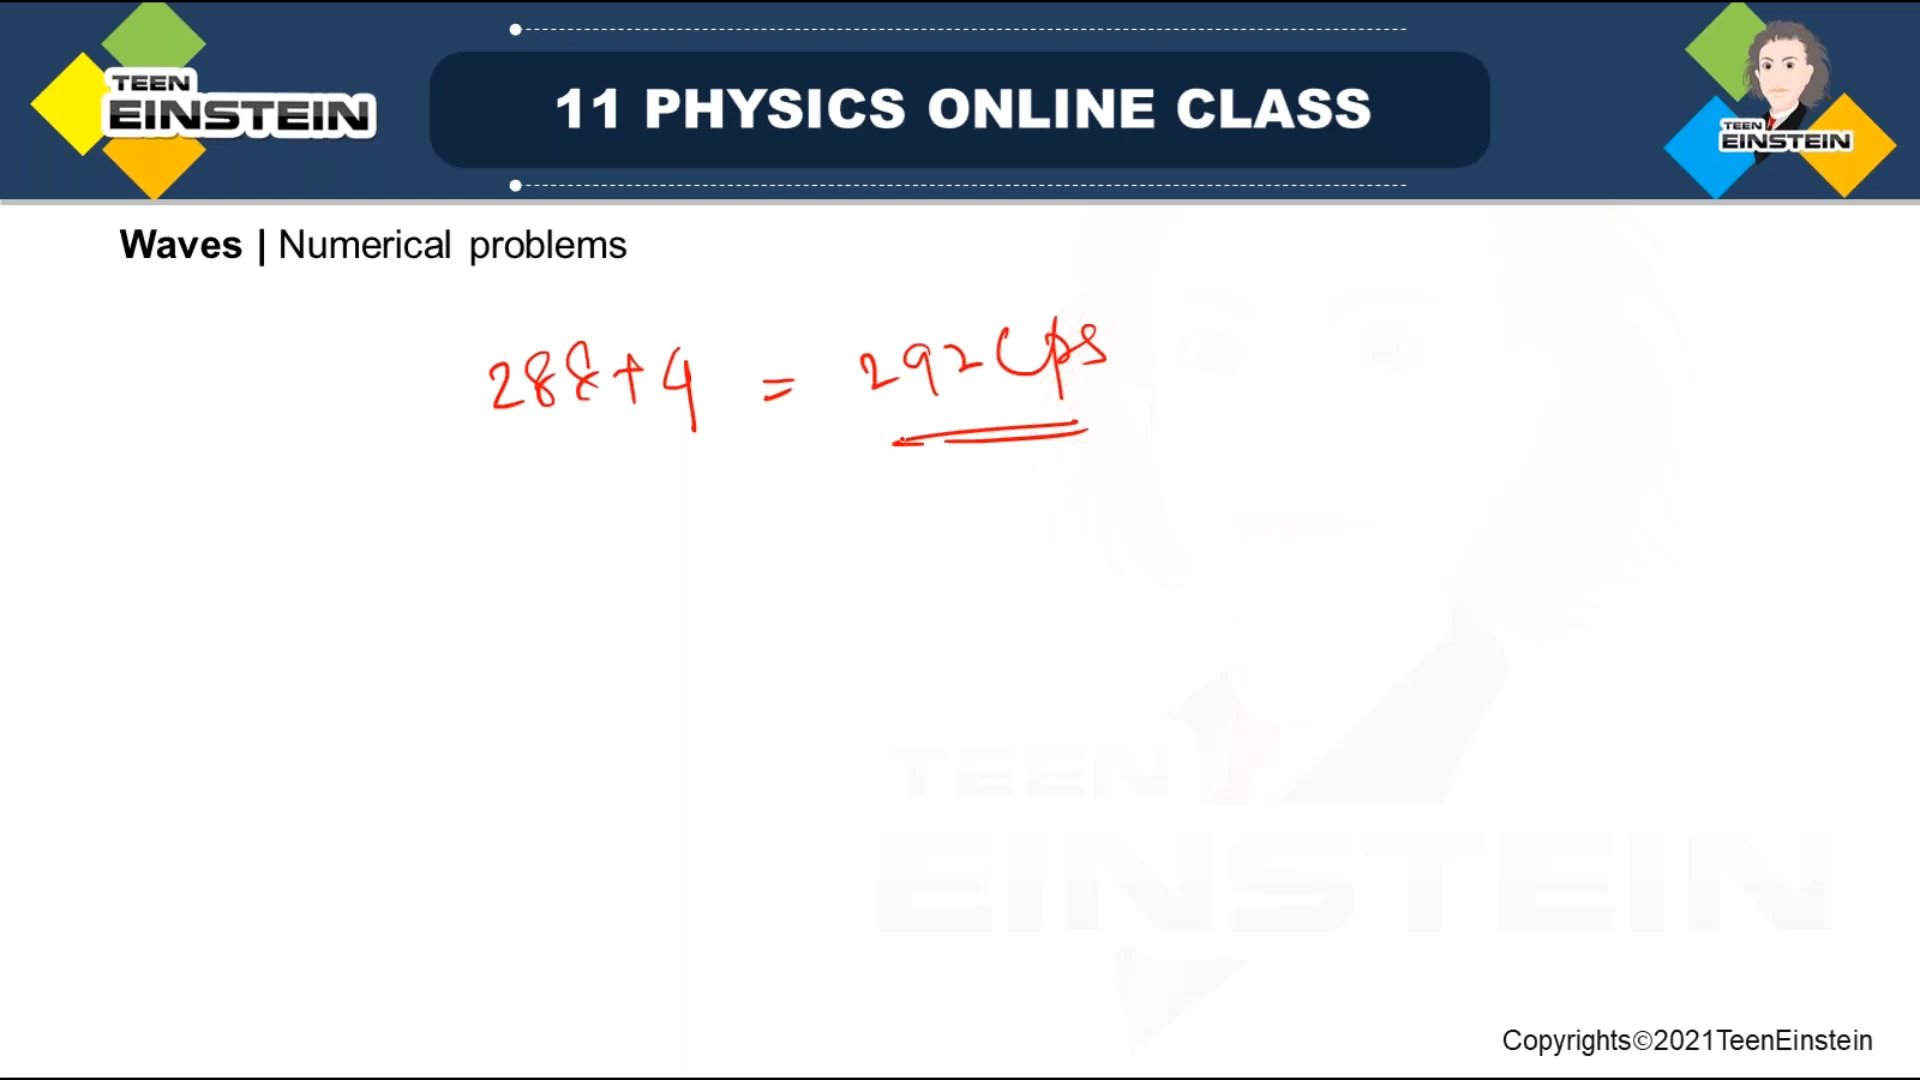 TEEN
EINSTEIN
11 PHYSICS ONLINE CLASS
TEEN
EINSTEIN
Waves | Numerical problems
288+4 = 292 Cps
TEEN
EINSTEIN
Copyrights©2021TeenEinstein